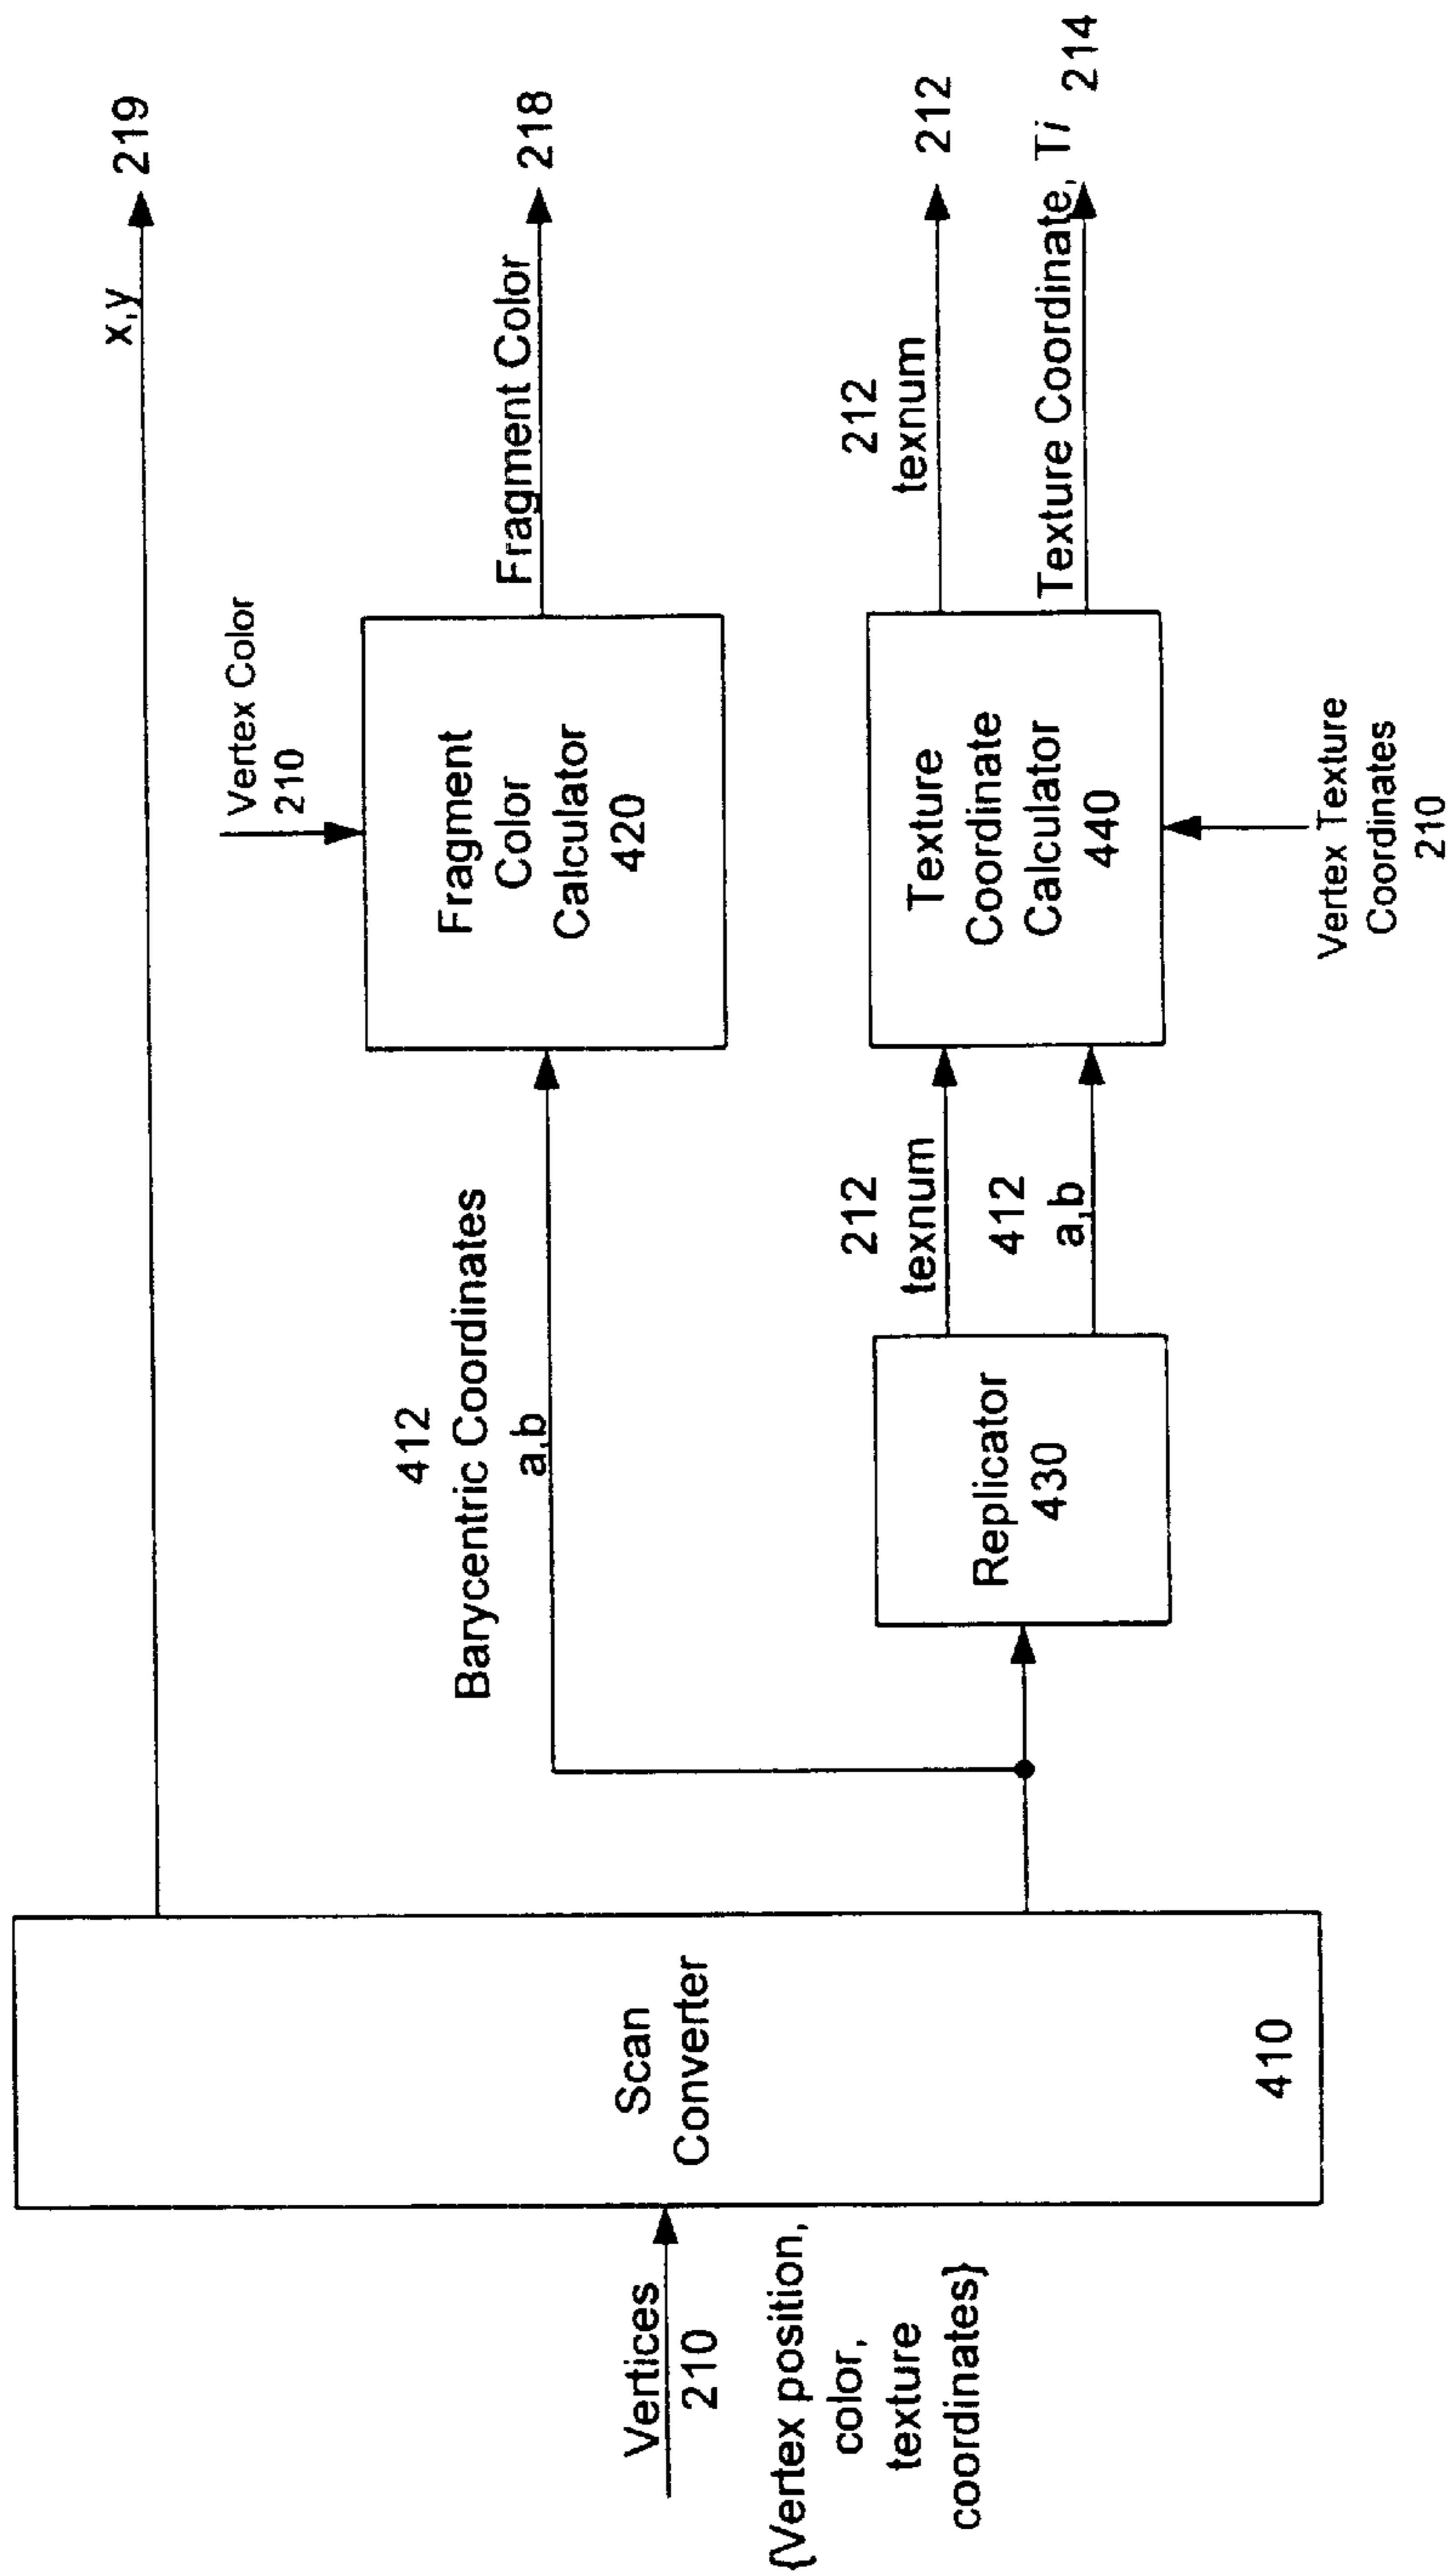 Vertices
210
{Vertex position,
color,
texture
coordinates}
Scan
Converter
410
x,y
219
412
Barycentric Coordinates
a,b
Vertex Color
210
Fragment
Color
Calculator
420
Fragment Color
218
Replicator
430
212
texnum
412
a,b
Texture
Coordinate
Calculator
440
Vertex Texture
Coordinates
210
212
texnum
212
Texture Coordinate, Ti
214